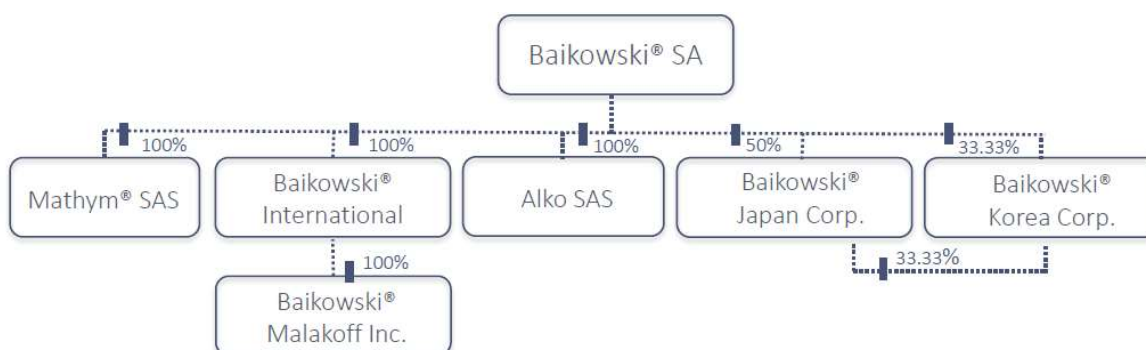 Baikowski® SA
100%
100%
100%
50%
33.33%
Mathym® SAS
Baikowski®
International
Alko SAS
Baikowski®
Japan Corp.
Baikowski®
Korea Corp.
100%
33.33%
Baikowski®
Malakoff Inc.